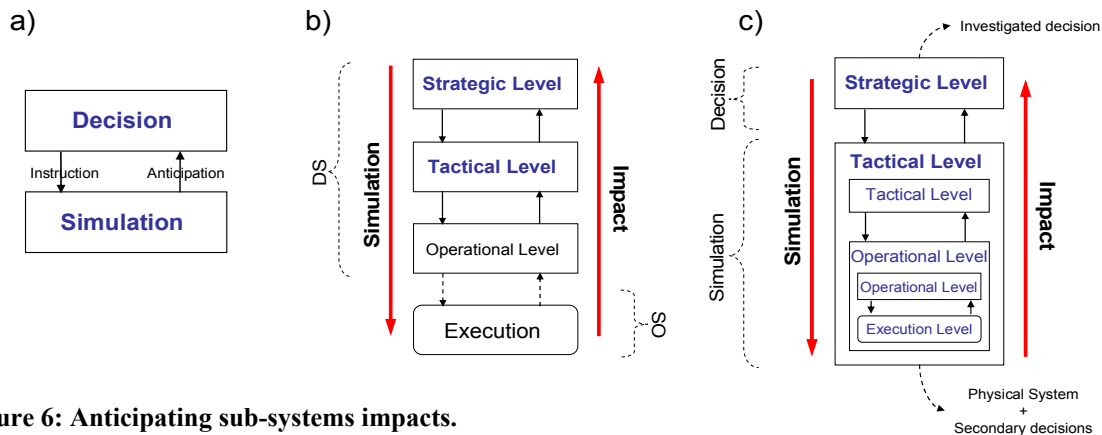 a)
Decision
Instruction
Anticipation
Simulation
b)
DS
Simulation
Strategic Level
Tactical Level
Operational Level
Execution
Impact
SO
c)
Investigated decision
Decision
Simulation
Simulation
Strategic Level
Tactical Level
Tactical Level
Operational Level
Operational Level
Execution Level
Impact
Physical System
+
Secondary decisions
ure 6: Anticipating sub-systems impacts.